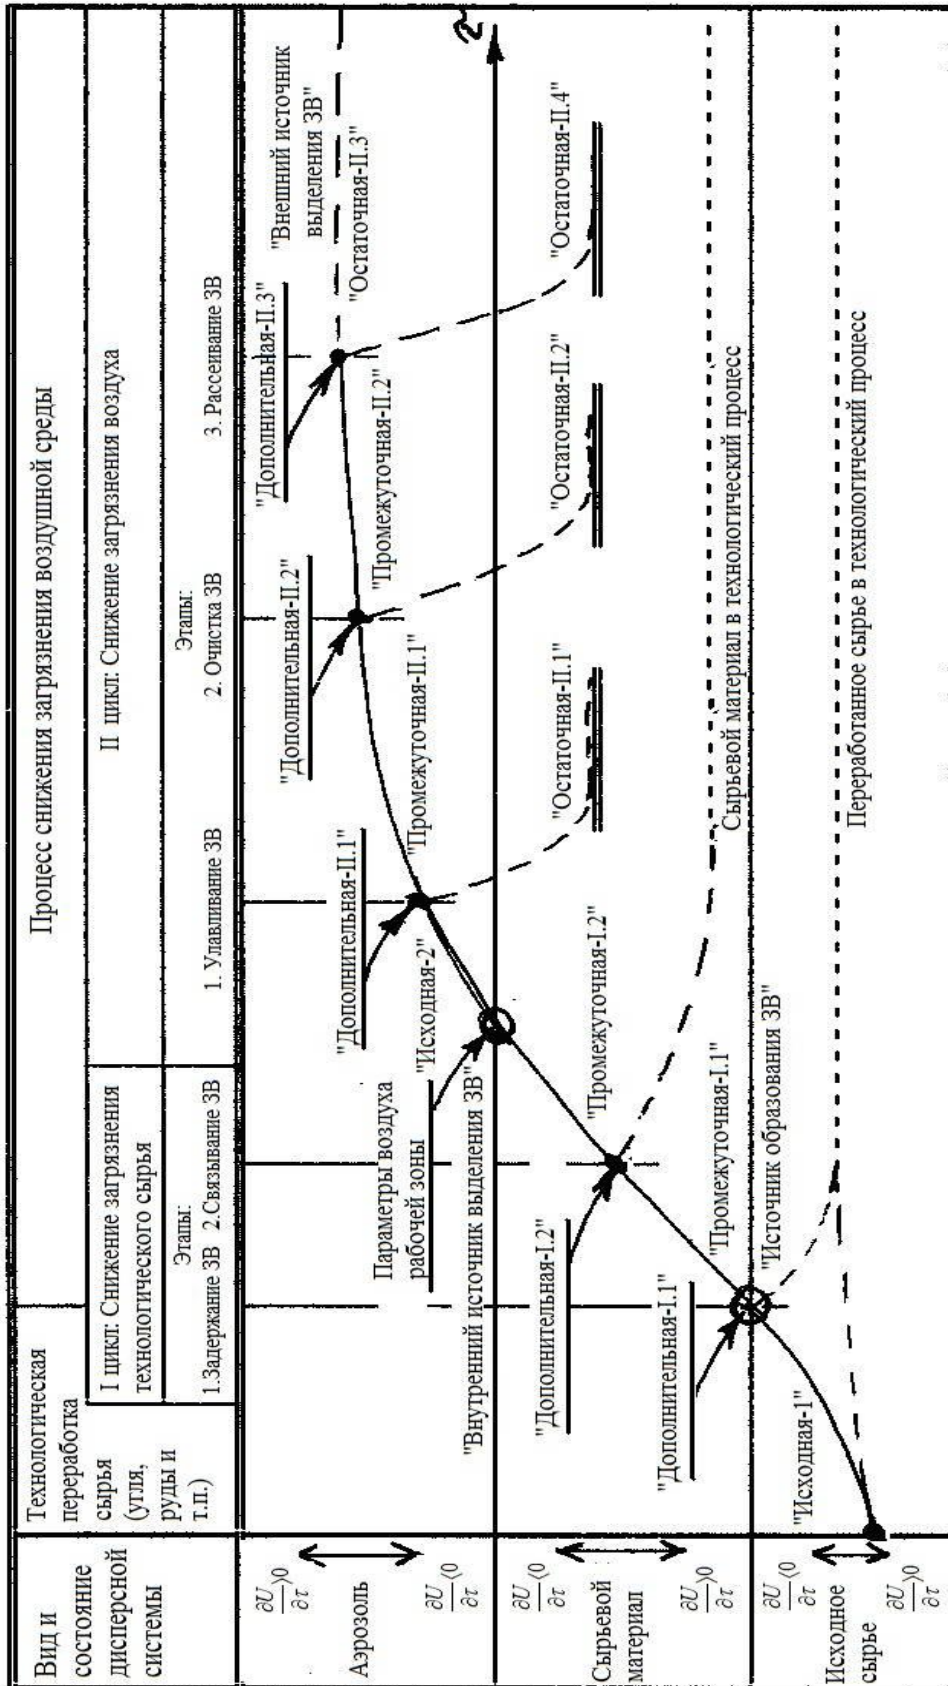 Вид и
состояние
дисперсной
системы
Технологическая
переработка
сырья
(угля,
руды и
т.п.)
Процесс снижения загрязнения воздушной среды
I цикл: Снижение загрязнения
технологического сырья
II цикл: Снижение загрязнения воздуха
Этапы:
1.Задержание ЗВ 2.Связывание ЗВ
Этапы:
1. Улавливание ЗВ
2. Очистка ЗВ
3. Рассеивание ЗВ
∂U/∂τ ⟩0
Аэрозоль
∂U/∂τ ⟨0
"Дополнительная-II.1"
"Дополнительная-II.2"
"Дополнительная-II.3"
"Внешний источник
выделения ЗВ"
"Остаточная-II.3"
Параметры воздуха
рабочей зоны
"Исходная-2"
"Промежуточная-II.1"
"Промежуточная-II.2"
"Внутренний источник выделения ЗВ"
τ
∂U/∂τ ⟨0
Сырьевой
материал
∂U/∂τ ⟩0
"Дополнительная-I.2"
"Промежуточная-I.2"
"Остаточная-II.1"
"Остаточная-II.2"
"Остаточная-II.4"
"Дополнительная-I.1"
"Промежуточная-I.1"
Сырьевой материал в технологический процесс
∂U/∂τ ⟨0
Исходное
сырье
∂U/∂τ ⟩0
"Исходная-1"
"Источник образования ЗВ"
Переработанное сырье в технологический процесс